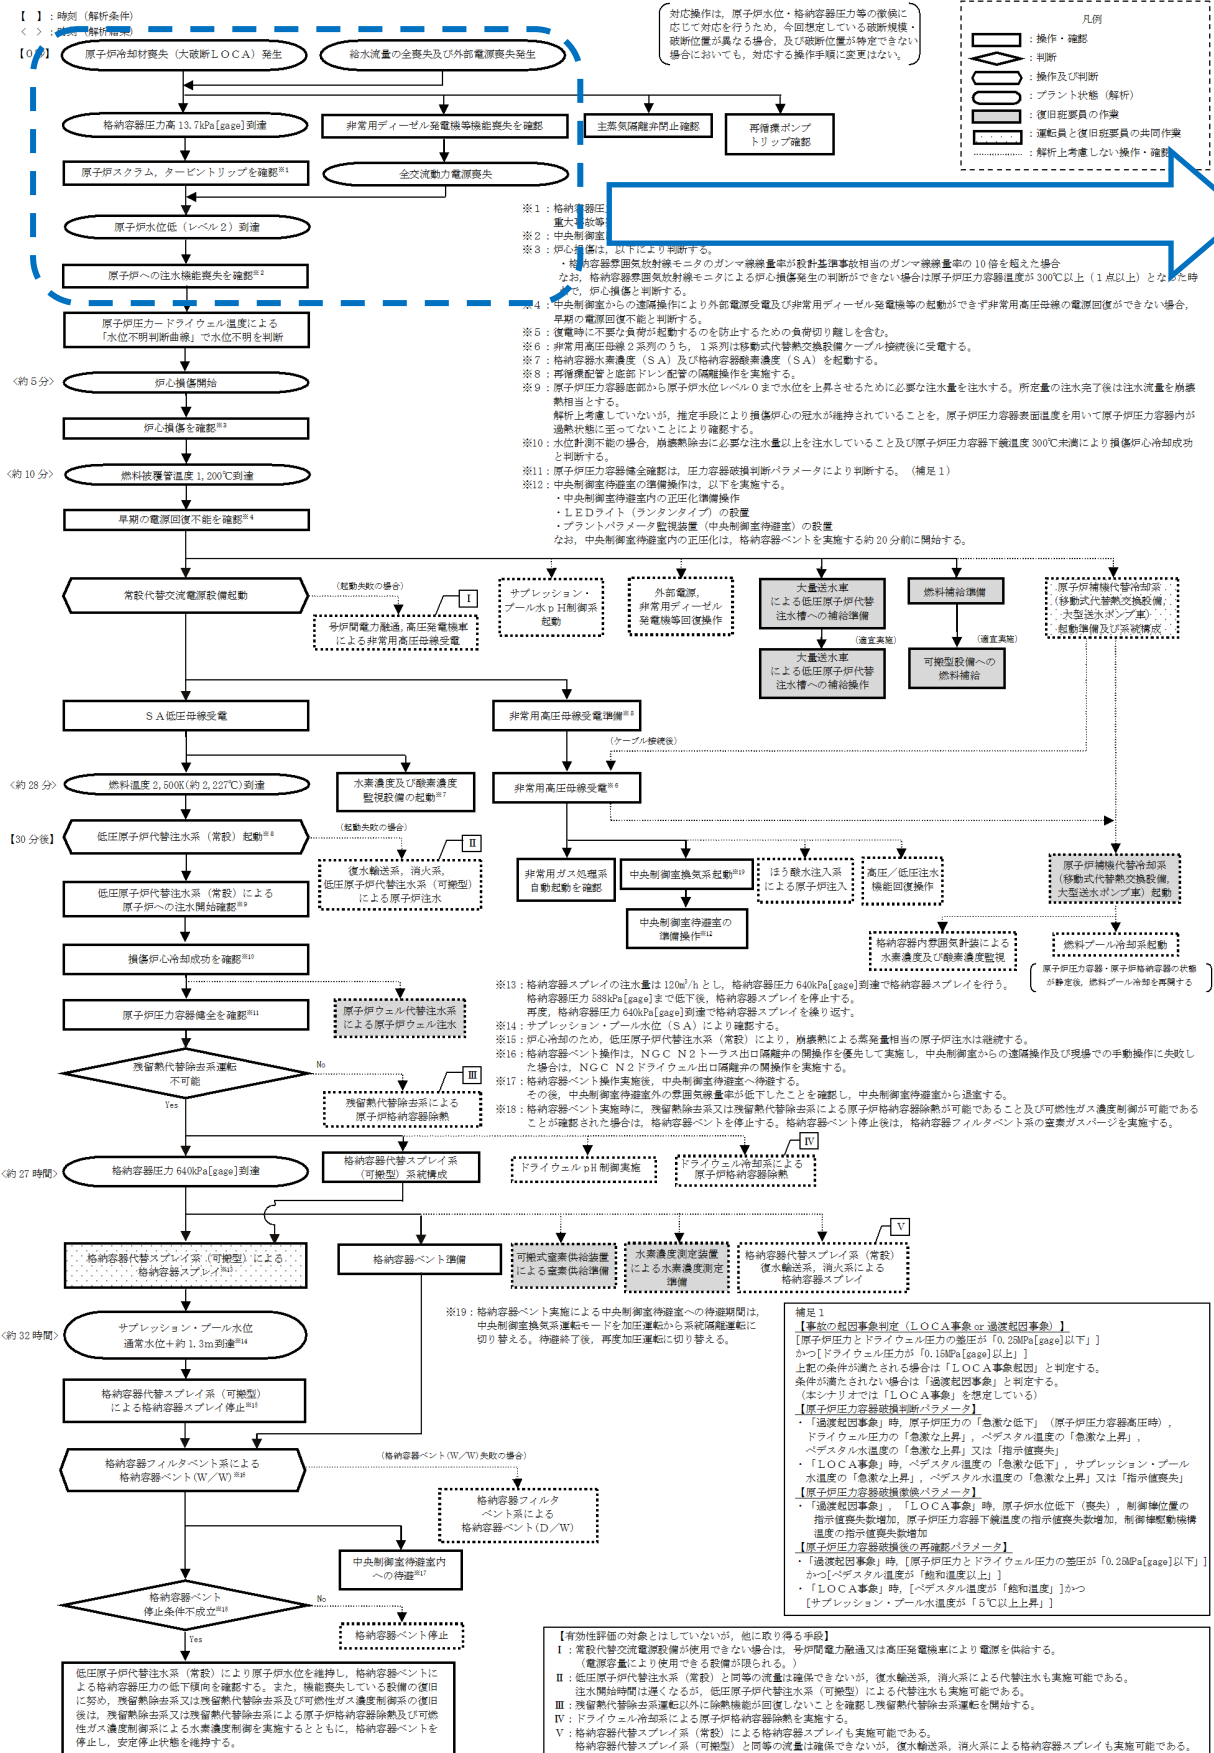 【　】：時刻（解析条件）
＜　＞：時刻（解析結果）
対応操作は，原子炉水位・格納容器圧力等の徴候に
応じて対応を行うため，今回想定している破断規模・
破断位置が異なる場合，及び破断位置が特定できない
場合においても，対応する操作手順に変更はない。
凡例
：操作・確認
：判断
：操作及び判断
：プラント状態（解析）
：復旧班要員の作業
：運転員と復旧班要員の共同作業
：解析上考慮しない操作・確認
原子炉冷却材喪失（大破断ＬＯＣＡ）発生
給水流量の全喪失及び外部電源喪失発生
格納容器圧力高 13.7kPa[gage]到達
非常用ディーゼル発電機等機能喪失を確認
主蒸気隔離弁閉止確認
再循環ポンプ
トリップ確認
原子炉スクラム，タービントリップを確認※1
全交流動力電源喪失
原子炉水位低（レベル２）到達
原子炉への注水機能喪失を確認※2
原子炉圧力－ドライウェル温度による
「水位不明判断曲線」で水位不明を判断
＜約５分＞
炉心損傷開始
炉心損傷を確認※3
＜約 10 分＞
燃料被覆管温度 1,200℃到達
早期の電源回復不能を確認※4
※１：格納容器圧
重大事故等
※２：中央制御室
※３：炉心損傷は，以下により判断する。
・格納容器雰囲気放射線モニタのガンマ線線量率が設計基準事故相当のガンマ線線量率の 10 倍を超えた場合
なお，格納容器雰囲気放射線モニタによる炉心損傷発生の判断ができない場合は原子炉圧力容器温度が 300℃以上（１点以上）となった時
点で，炉心損傷と判断する。
※４：中央制御室からの遠隔操作により外部電源受電及び非常用ディーゼル発電機等の起動ができず非常用高圧母線の電源回復ができない場合，
早期の電源回復不能と判断する。
※５：復電時に不要な負荷が起動するのを防止するための負荷切り離しを含む。
※６：非常用高圧母線２系列のうち，１系列は移動式代替熱交換設備ケーブル接続後に受電する。
※７：格納容器水素濃度（ＳＡ）及び格納容器酸素濃度（ＳＡ）を起動する。
※８：再循環配管と底部ドレン配管の隔離操作を実施する。
※９：原子炉圧力容器底部から原子炉水位レベル０まで水位を上昇させるために必要な注水量を注水する。所定量の注水完了後は注水流量を崩壊
熱相当とする。
解析上考慮していないが，推定手段により損傷炉心の冠水が維持されていることを，原子炉圧力容器表面温度を用いて原子炉圧力容器内が
過熱状態に至ってないことにより確認する。
※10：水位計測不能の場合，崩壊熱除去に必要な注水量以上を注水していること及び原子炉圧力容器下鏡温度 300℃未満により損傷炉心冷却成功
と判断する。
※11：原子炉圧力容器健全確認は，圧力容器破損判断パラメータにより判断する。（補足１）
※12：中央制御室待避室の準備操作は，以下を実施する。
・中央制御室待避室内の正圧化準備操作
・ＬＥＤライト（ランタンタイプ）の設置
・プラントパラメータ監視装置（中央制御室待避室）の設置
なお，中央制御室待避室内の正圧化は，格納容器ベントを実施する約 20 分前に開始する。
常設代替交流電源設備起動
（起動失敗の場合）
Ⅰ
号炉間電力融通，高圧発電機車
による非常用高圧母線受電
サプレッション・
プール水ｐＨ制御系
起動
外部電源，
非常用ディーゼル
発電機等回復操作
大量送水車
による低圧原子炉代替
注水槽への補給準備
燃料補給準備
原子炉補機代替冷却系
（移動式代替熱交換設備，
大型送水ポンプ車）
起動準備及び系統構成
（適宜実施）
（適宜実施）
大量送水車
による低圧原子炉代替
注水槽への補給操作
可搬型設備への
燃料補給
ＳＡ低圧母線受電
非常用高圧母線受電準備※5
（ケーブル接続後）
＜約 28 分＞
燃料温度 2,500K(約 2,227℃)到達
水素濃度及び酸素濃度
監視設備の起動※7
非常用高圧母線受電※6
【30 分後】
低圧原子炉代替注水系（常設）起動※8
（起動失敗の場合）
Ⅱ
復水輸送系，消火系，
低圧原子炉代替注水系（可搬型）
による原子炉注水
低圧原子炉代替注水系（常設）による
原子炉への注水開始確認※9
非常用ガス処理系
自動起動を確認
中央制御室換気系起動※19
ほう酸水注入系
による原子炉注入
高圧／低圧注水
機能回復操作
原子炉補機代替冷却系
（移動式代替熱交換設備，
大型送水ポンプ車）起動
中央制御室待避室の
準備操作※12
格納容器内雰囲気計装による
水素濃度及び酸素濃度監視
燃料プール冷却系起動
原子炉圧力容器・原子炉格納容器の状態
が静定後，燃料プール冷却を再開する
損傷炉心冷却成功を確認※10
原子炉ウェル代替注水系
による原子炉ウェル注水
原子炉圧力容器健全を確認※11
残留熱代替除去系運転
不可能
No
Yes
Ⅲ
残留熱代替除去系による
原子炉格納容器除熱
※13：格納容器スプレイの注水量は 120m³/h とし，格納容器圧力 640kPa[gage]到達で格納容器スプレイを行う。
格納容器圧力 588kPa[gage]まで低下後，格納容器スプレイを停止する。
再度，格納容器圧力 640kPa[gage]到達で格納容器スプレイを繰り返す。
※14：サプレッション・プール水位（ＳＡ）により確認する。
※15：炉心冷却のため，低圧原子炉代替注水系（常設）により，崩壊熱による蒸発量相当の原子炉注水は継続する。
※16：格納容器ベント操作は，ＮＧＣ Ｎ２トーラス出口隔離弁の開操作を優先して実施し，中央制御室からの遠隔操作及び現場での手動操作に失敗し
た場合は，ＮＧＣ Ｎ２ドライウェル出口隔離弁の開操作を実施する。
※17：格納容器ベント操作実施後，中央制御室待避室へ待避する。
その後，中央制御室待避室外の雰囲気線量率が低下したことを確認し，中央制御室待避室から退室する。
※18：格納容器ベント実施時に，残留熱除去系又は残留熱代替除去系による原子炉格納容器除熱が可能であること及び可燃性ガス濃度制御が可能である
ことが確認された場合は，格納容器ベントを停止する。格納容器ベント停止後は，格納容器フィルタベント系の窒素ガスパージを実施する。
＜約 27 時間＞
格納容器圧力 640kPa[gage]到達
格納容器代替スプレイ系
（可搬型）系統構成
ドライウェルｐＨ制御実施
Ⅳ
ドライウェル冷却系による
原子炉格納容器除熱
格納容器代替スプレイ系（可搬型）による
格納容器スプレイ※13
格納容器ベント準備
可搬式窒素供給装置
による窒素供給準備
水素濃度測定装置
による水素濃度測定
準備
Ⅴ
格納容器代替スプレイ系（常設）
復水輸送系，消火系による
格納容器スプレイ
＜約 32 時間＞
サプレッション・プール水位
通常水位＋約 1.3m到達※14
※19：格納容器ベント実施による中央制御室待避室への待避期間は，
中央制御室換気系運転モードを加圧運転から系統隔離運転に
切り替える。待避終了後，再度加圧運転に切り替える。
格納容器代替スプレイ系（可搬型）
による格納容器スプレイ停止※15
格納容器フィルタベント系による
格納容器ベント（Ｗ／Ｗ）※16
（格納容器ベント（Ｗ／Ｗ）失敗の場合）
格納容器フィルタ
ベント系による
格納容器ベント（Ｄ／Ｗ）
中央制御室待避室内
への待避※17
格納容器ベント
停止条件不成立※18
No
Yes
格納容器ベント停止
低圧原子炉代替注水系（常設）により原子炉水位を維持し，格納容器ベントに
よる格納容器圧力の低下傾向を確認する。また，機能喪失している設備の復旧
に努め，残留熱除去系又は残留熱代替除去系及び可燃性ガス濃度制御系の復旧
後は，残留熱除去系又は残留熱代替除去系による原子炉格納容器除熱及び可燃
性ガス濃度制御系による水素濃度制御を実施するとともに，格納容器ベントを
停止し，安定停止状態を維持する。
補足１
【事故の起因事象判定（ＬＯＣＡ事象 or 過渡起因事象）】
[原子炉圧力とドライウェル圧力の差圧が「0.25MPa[gage]以下」]
かつ[ドライウェル圧力が「0.15MPa[gage]以上」]
上記の条件が満たされる場合は「ＬＯＣＡ事象起因」と判定する。
条件が満たされない場合は「過渡起因事象」と判定する。
（本シナリオでは「ＬＯＣＡ事象」を想定している）
【原子炉圧力容器破損判断パラメータ】
・「過渡起因事象」時，原子炉圧力の「急激な低下」（原子炉圧力容器高圧時），
ドライウェル圧力の「急激な上昇」，ペデスタル温度の「急激な上昇」，
ペデスタル水温度の「急激な上昇」又は「指示値喪失」
・「ＬＯＣＡ事象」時，ペデスタル温度の「急激な低下」，サプレッション・プール
水温度の「急激な上昇」，ペデスタル水温度の「急激な上昇」又は「指示値喪失」
【原子炉圧力容器破損徴候パラメータ】
・「過渡起因事象」，「ＬＯＣＡ事象」時，原子炉水位低下（喪失），制御棒位置の
指示値喪失数増加，原子炉圧力容器下鏡温度の指示値喪失数増加，制御棒駆動機構
温度の指示値喪失数増加
【原子炉圧力容器破損後の再確認パラメータ】
・「過渡起因事象」時，[原子炉圧力とドライウェル圧力の差圧が「0.25MPa[gage]以下」]
かつ[ペデスタル温度が「飽和温度以上」]
・「ＬＯＣＡ事象」時，[ペデスタル温度が「飽和温度」]かつ
[サプレッション・プール水温度が「５℃以上上昇」]
【有効性評価の対象とはしていないが，他に取り得る手段】
Ⅰ：常設代替交流電源設備が使用できない場合は，号炉間電力融通又は高圧発電機車により電源を供給する。
（電源容量により使用できる設備が限られる。）
Ⅱ：低圧原子炉代替注水系（常設）と同等の流量は確保できないが，復水輸送系，消火系による代替注水も実施可能である。
注水開始時間は遅くなるが，低圧原子炉代替注水系（可搬型）による代替注水も実施可能である。
Ⅲ：残留熱代替除去系運転以外に除熱機能が回復しないことを確認し残留熱代替除去系運転を開始する。
Ⅳ：ドライウェル冷却系による原子炉格納容器除熱を実施する。
Ⅴ：格納容器代替スプレイ系（常設）による格納容器スプレイも実施可能である。
格納容器代替スプレイ系（可搬型）と同等の流量は確保できないが，復水輸送系，消火系による格納容器スプレイも実施可能である。